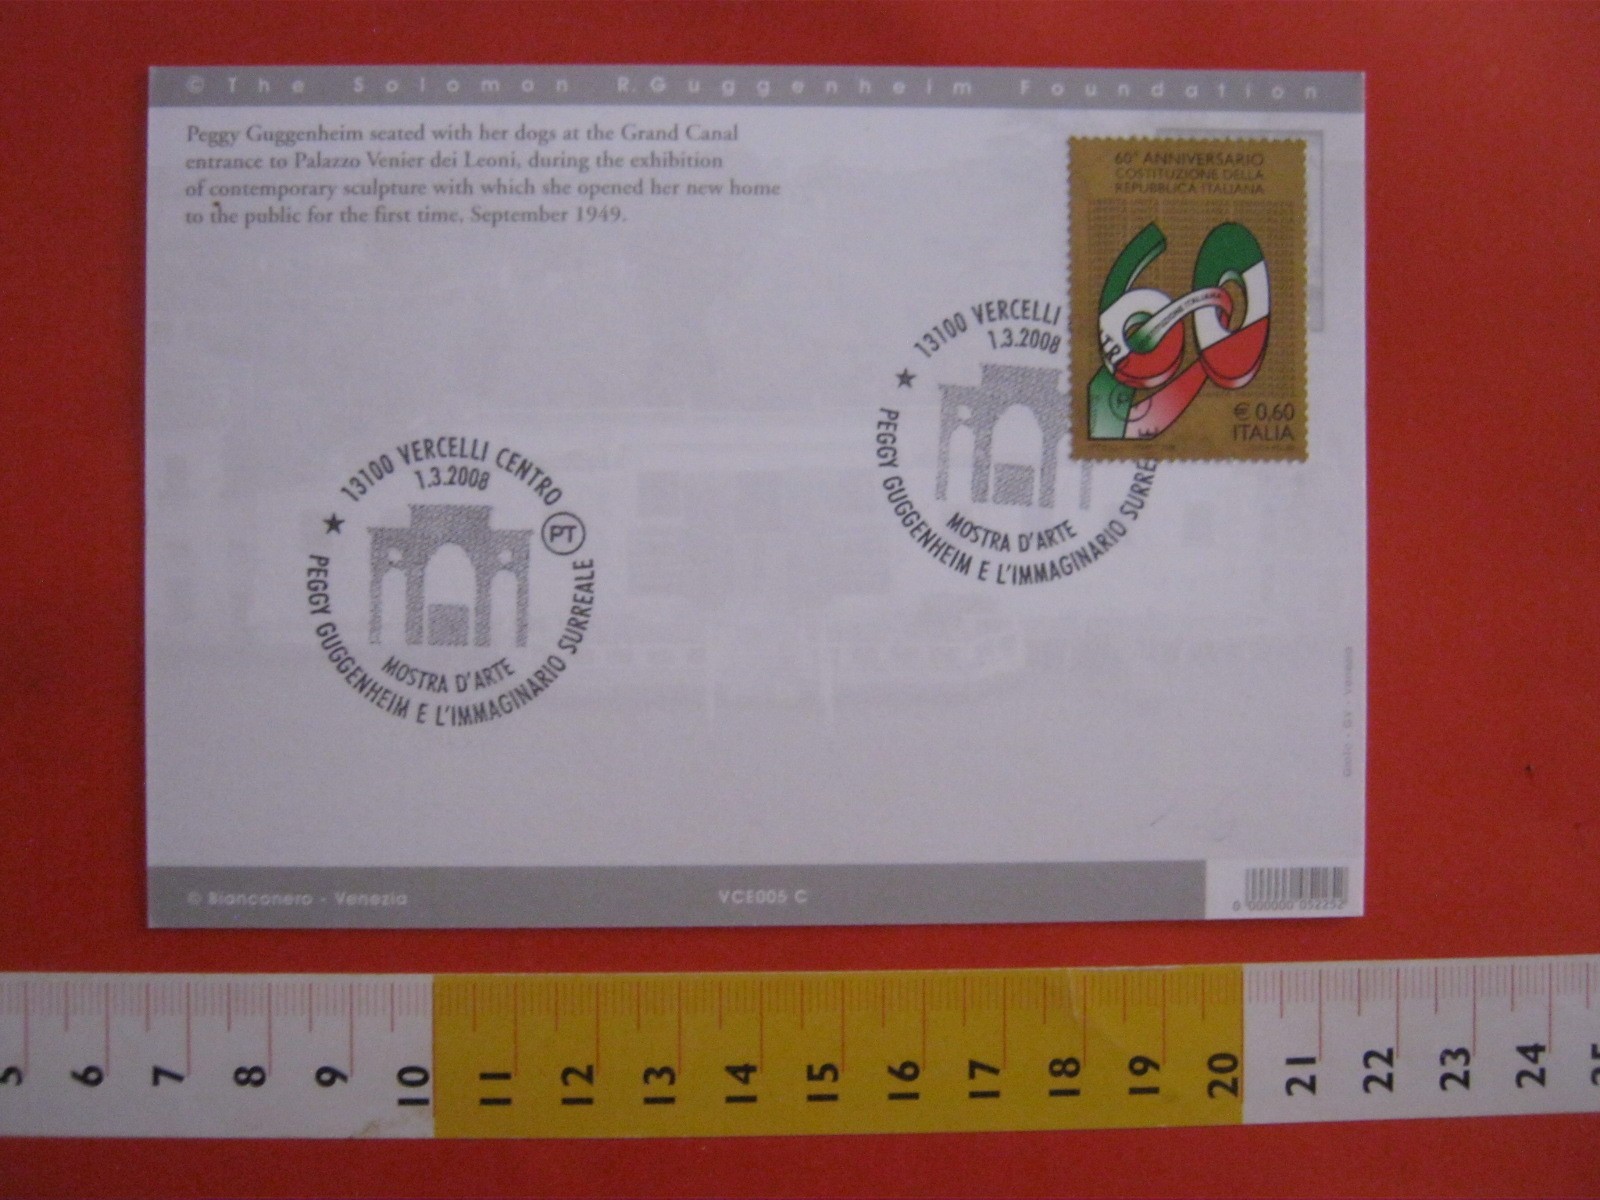 © The Solomon R. Guggenheim Foundation
Peggy Guggenheim seated with her dogs at the Grand Canal
entrance to Palazzo Venier dei Leoni, during the exhibition
of contemporary sculpture with which she opened her new home
to the public for the first time, September 1949.
60° ANNIVERSARIO
COSTITUZIONE DELLA
REPUBBLICA ITALIANA
€ 0,60
ITALIA
13100 VERCELLI
1.3.2008
MOSTRA D'ARTE
PEGGY GUGGENHEIM E L'IMMAGINARIO SURRE
13100 VERCELLI CENTRO
1.3.2008
PT
MOSTRA D'ARTE
PEGGY GUGGENHEIM E L'IMMAGINARIO SURREALE
© Bianconero - Venezia
VCE005 C
0 000000 052252
5 6 7 8 9 10 11 12 13 14 15 16 17 18 19 20 21 22 23 24 25